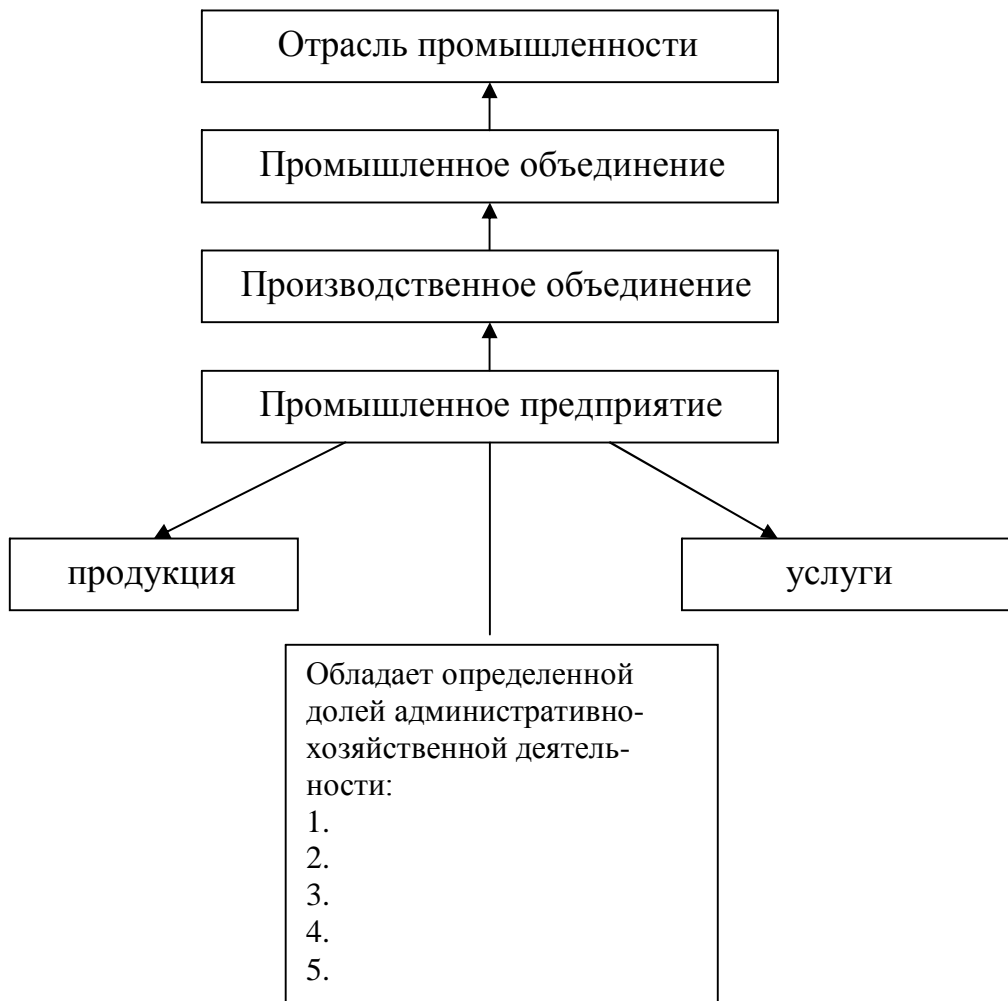 Отрасль промышленности
Промышленное объединение
Производственное объединение
Промышленное предприятие
продукция
услуги
Обладает определенной
долей административно-
хозяйственной деятель-
ности:
1.
2.
3.
4.
5.